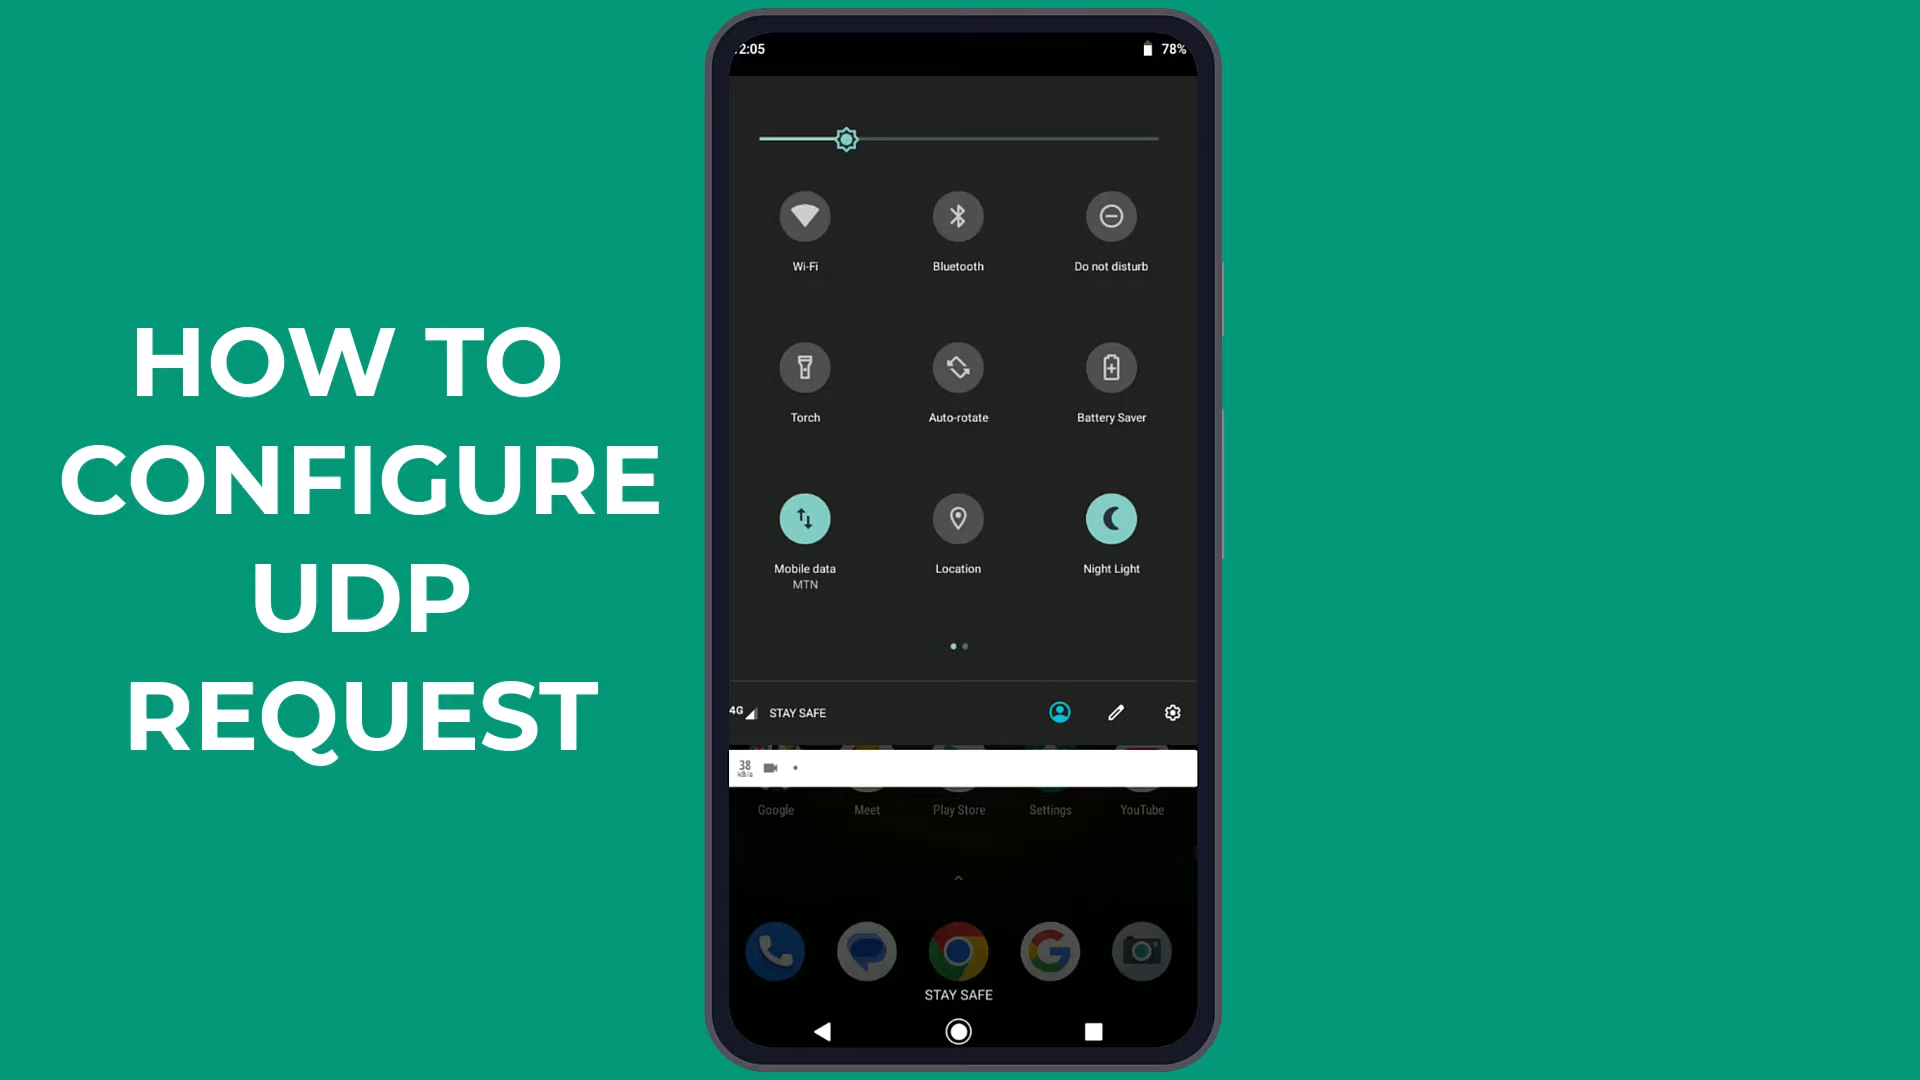 HOW TO
CONFIGURE
UDP
REQUEST
2:05
78%
Wi-Fi
Bluetooth
Do not disturb
Torch
Auto-rotate
Battery Saver
Mobile data
MTN
Location
Night Light
4G
STAY SAFE
38
kB/s
Google
Meet
Play Store
Settings
YouTube
STAY SAFE